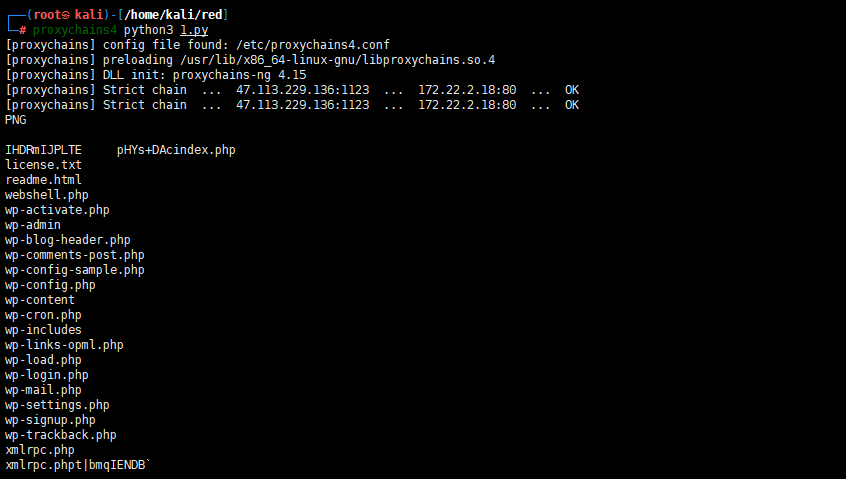 ┌──(root㉿kali)-[/home/kali/red]
└─# proxychains4 python3 1.py
[proxychains] config file found: /etc/proxychains4.conf
[proxychains] preloading /usr/lib/x86_64-linux-gnu/libproxychains.so.4
[proxychains] DLL init: proxychains-ng 4.15
[proxychains] Strict chain  ...  47.113.229.136:1123  ...  172.22.2.18:80  ...  OK
[proxychains] Strict chain  ...  47.113.229.136:1123  ...  172.22.2.18:80  ...  OK
PNG
IHDRmIJPLTE     pHYs+DAcindex.php
license.txt
readme.html
webshell.php
wp-activate.php
wp-admin
wp-blog-header.php
wp-comments-post.php
wp-config-sample.php
wp-config.php
wp-content
wp-cron.php
wp-includes
wp-links-opml.php
wp-load.php
wp-login.php
wp-mail.php
wp-settings.php
wp-signup.php
wp-trackback.php
xmlrpc.php
xmlrpc.phpt|bmqIENDB`